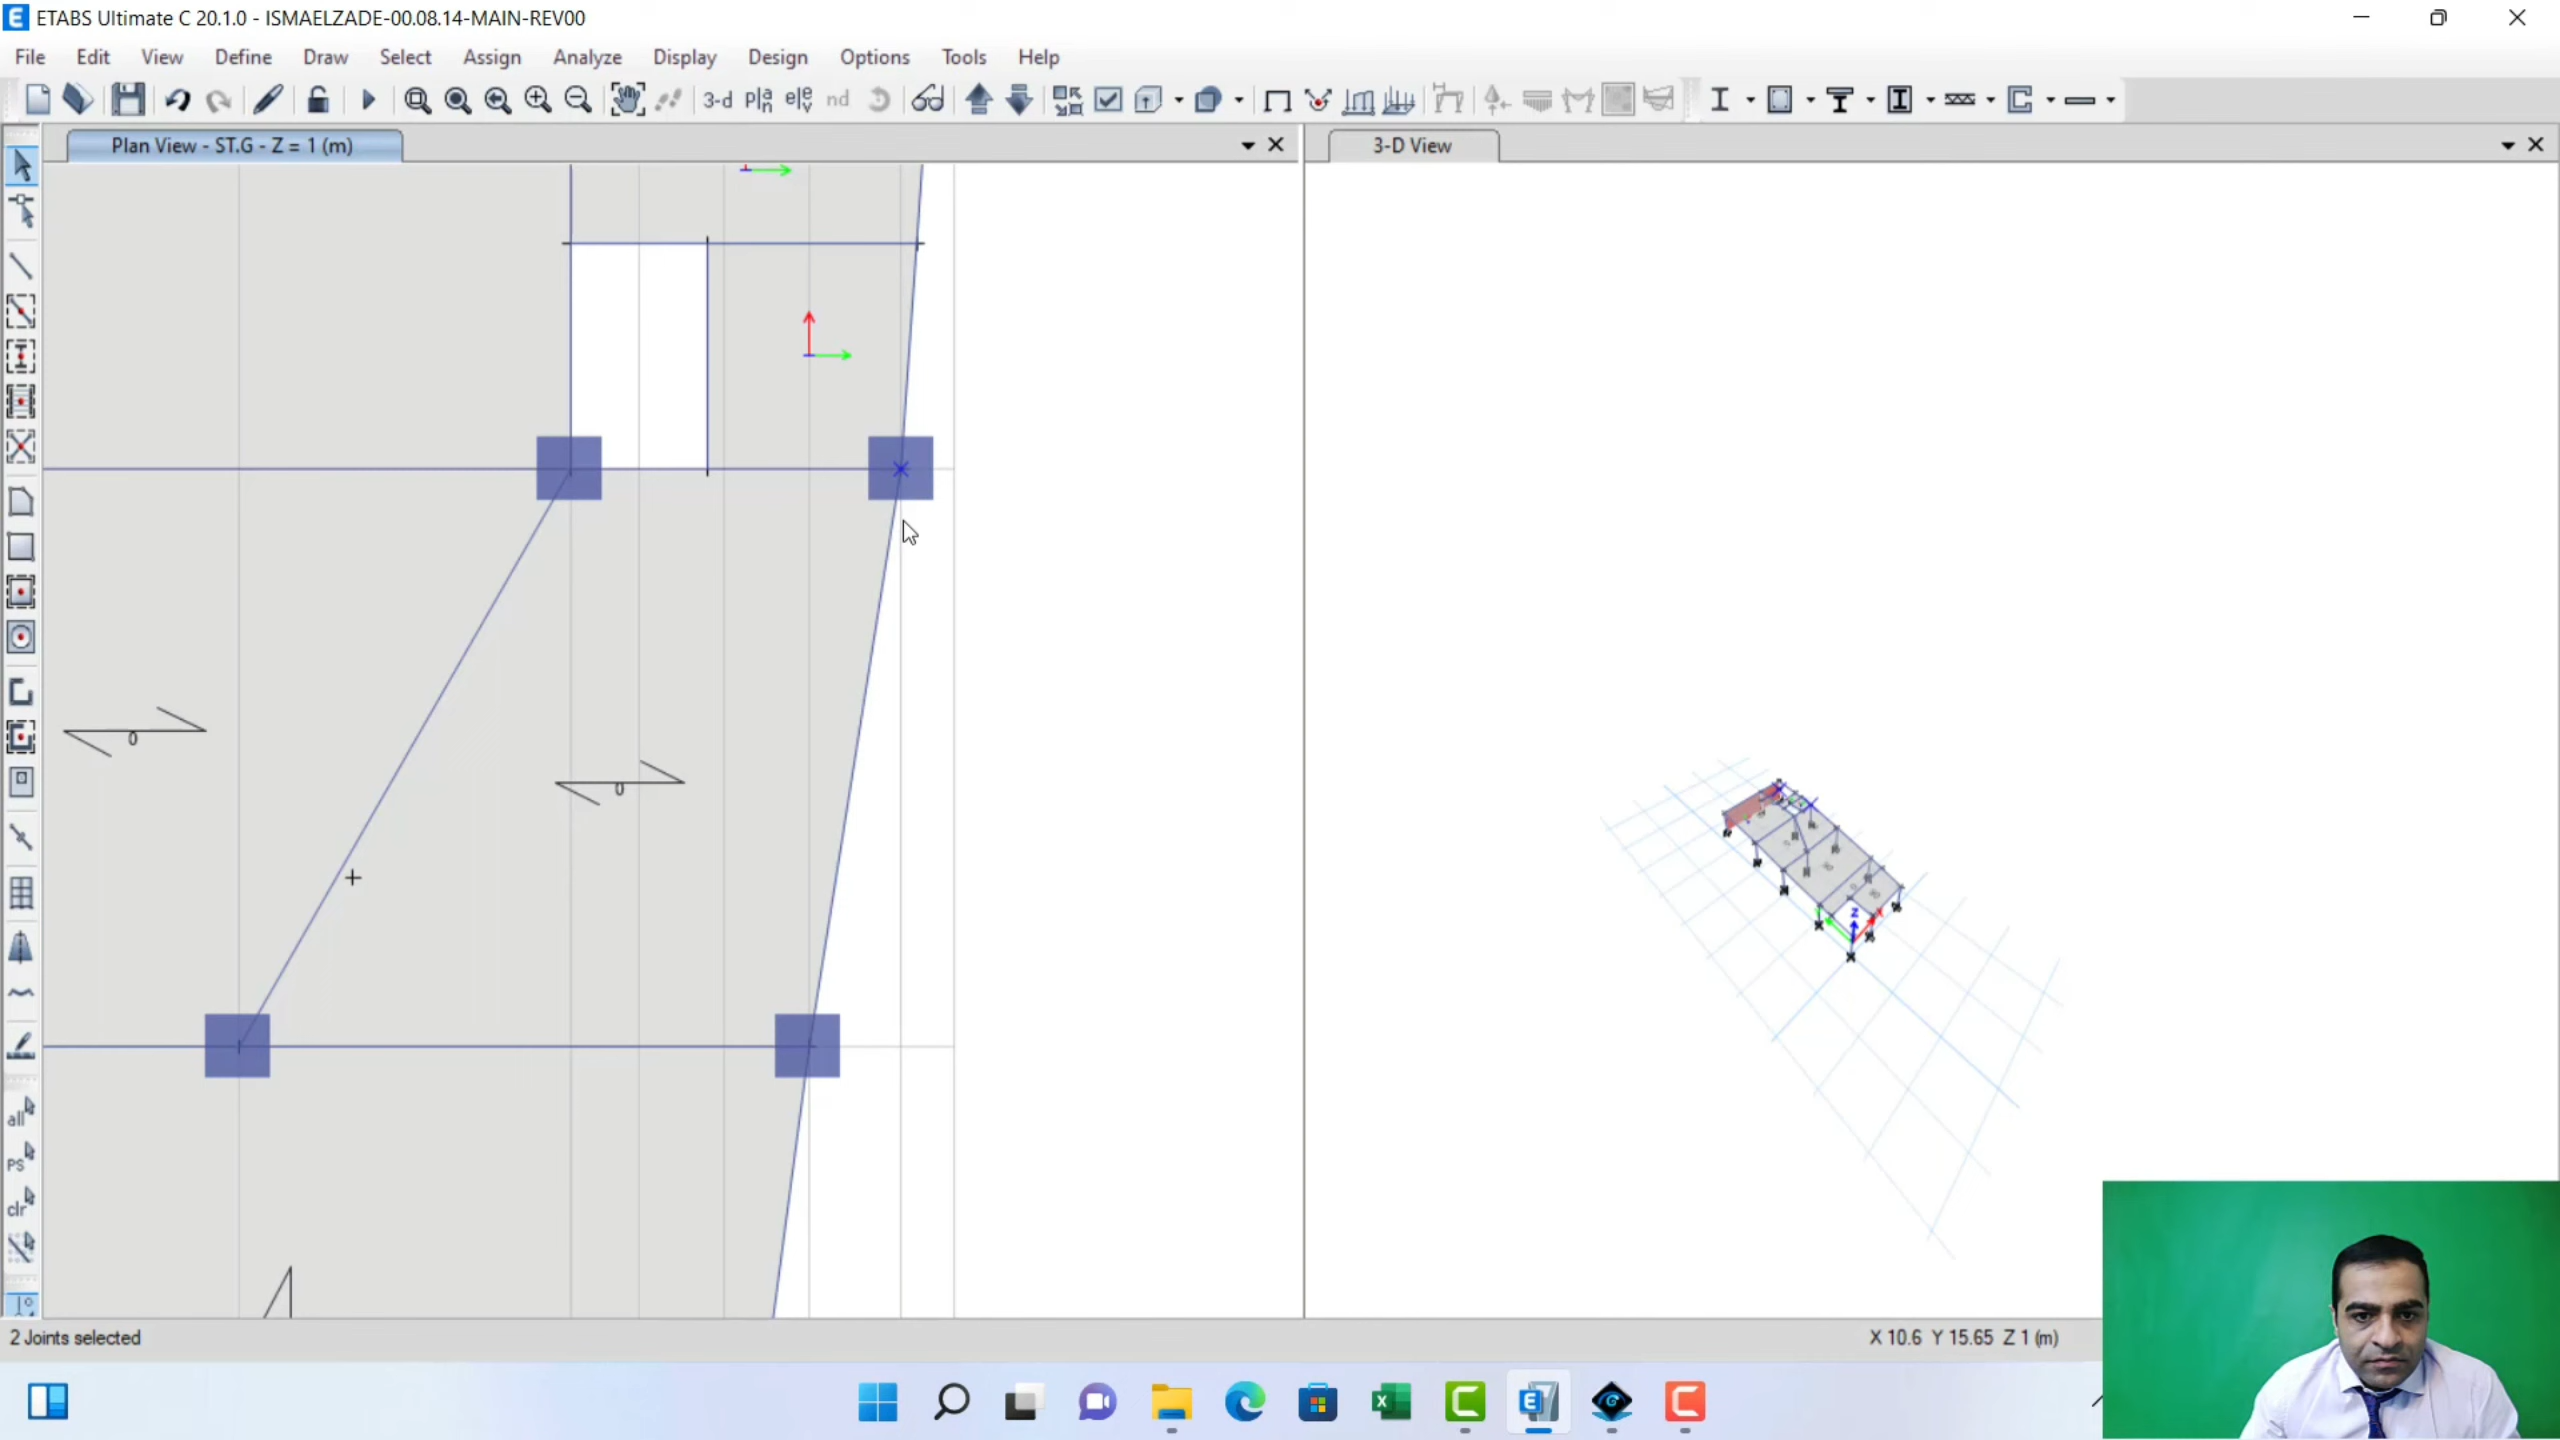 ETABS Ultimate C 20.1.0 - ISMAELZADE-00.08.14-MAIN-REV00
File Edit View Define Draw Select Assign Analyze Display Design Options Tools Help
3-d nd
Plan View - ST.G - Z = 1 (m)
3-D View
0
0
all
PS
clr
Z
2 Joints selected
X 10.6 Y 15.65 Z 1 (m)